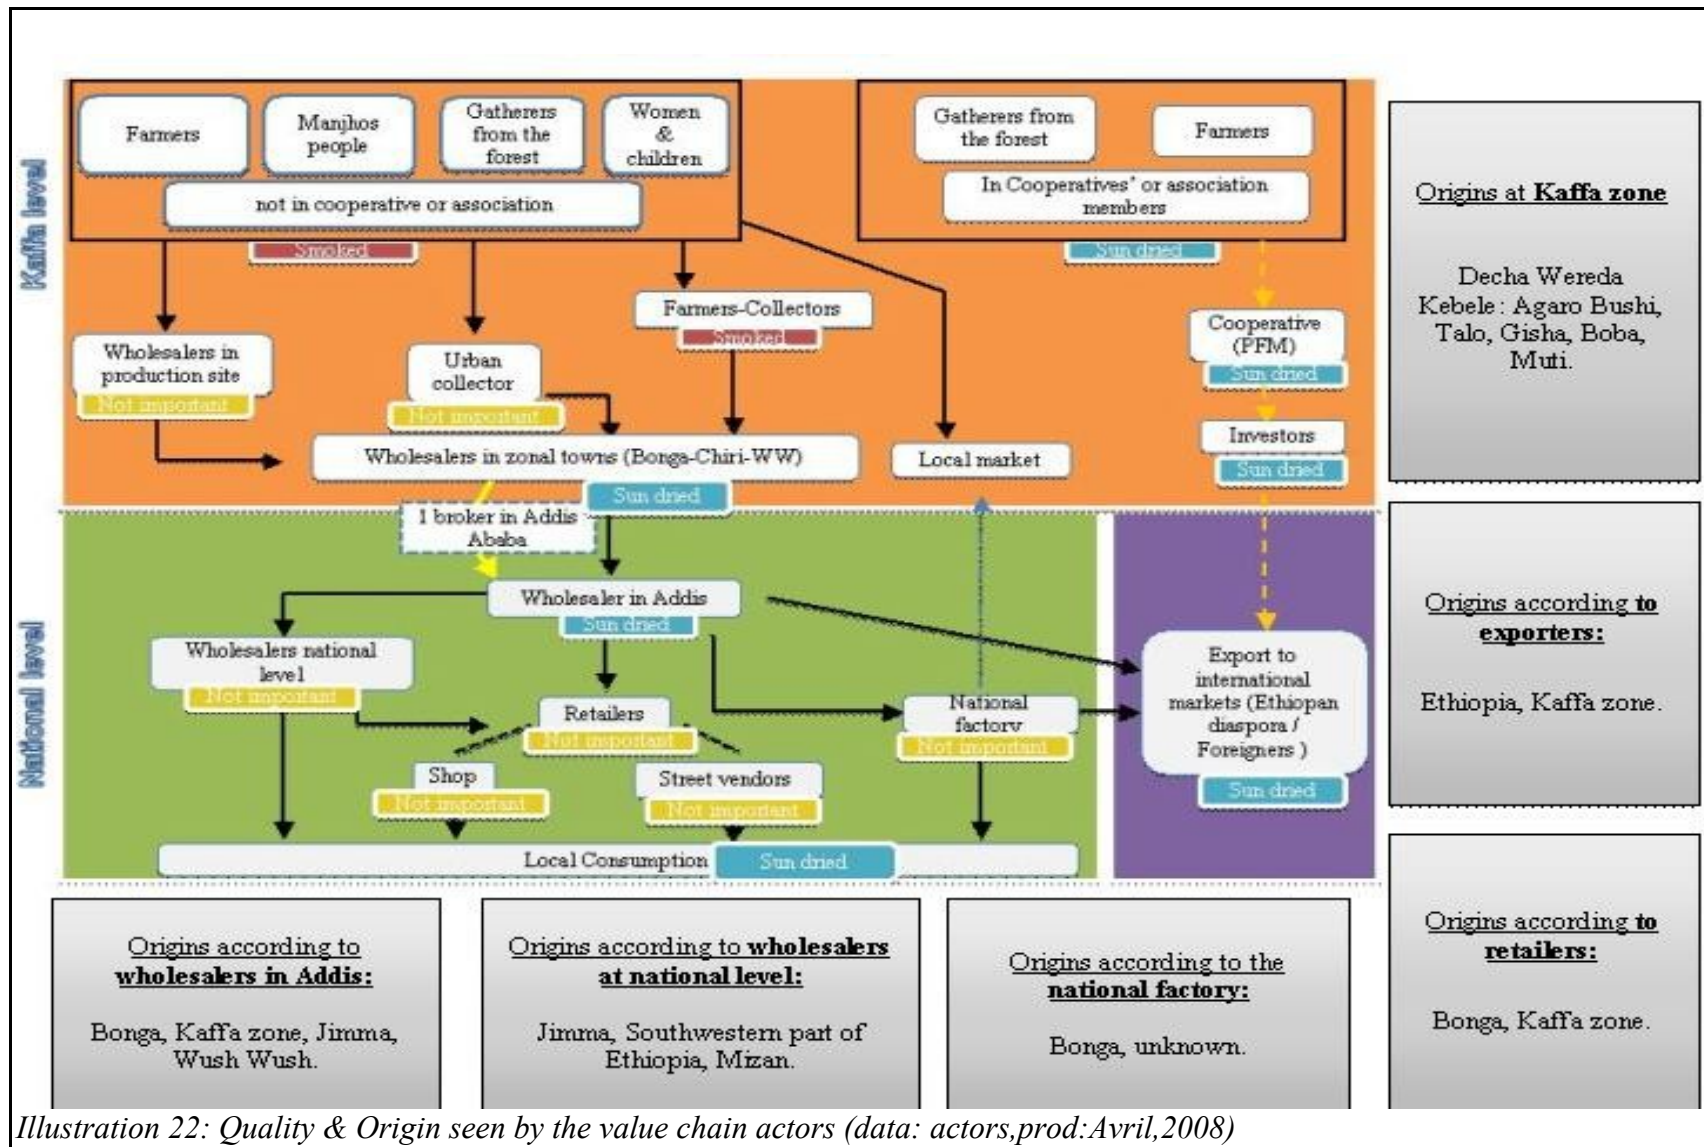 Kaffa level
Farmers
Manjhos
people
Gatherers
from the
forest
Women
&
children
not in cooperative or association
Smoked
Gatherers from
the forest
Farmers
In Cooperatives' or association
members
Sun dried
Farmers-Collectors
Smoked
Wholesalers in
production site
Not important
Urban
collector
Not important
Cooperative
(PFM)
Sun dried
Investors
Sun dried
Wholesalers in zonal towns (Bonga-Chiri-WW)
Sun dried
Local market
National level
1 broker in Addis
Ababa
Wholesaler in Addis
Sun dried
Wholesalers national
level
Not important
Retailers
Not important
National
factory
Not important
Shop
Not important
Street vendors
Not important
Export to
international
markets (Ethiopan
diaspora /
Foreigners )
Sun dried
Local Consumption
Sun dried
Origins at Kaffa zone
Decha Wereda
Kebele: Agaro Bushi,
Talo, Gisha, Boba,
Muti.
Origins according to
exporters:
Ethiopia, Kaffa zone.
Origins according to
retailers:
Bonga, Kaffa zone.
Origins according to
wholesalers in Addis:
Bonga, Kaffa zone, Jimma,
Wush Wush.
Origins according to wholesalers
at national level:
Jimma, Southwestern part of
Ethiopia, Mizan.
Origins according to the
national factory:
Bonga, unknown.
Illustration 22: Quality & Origin seen by the value chain actors (data: actors,prod:Avril,2008)